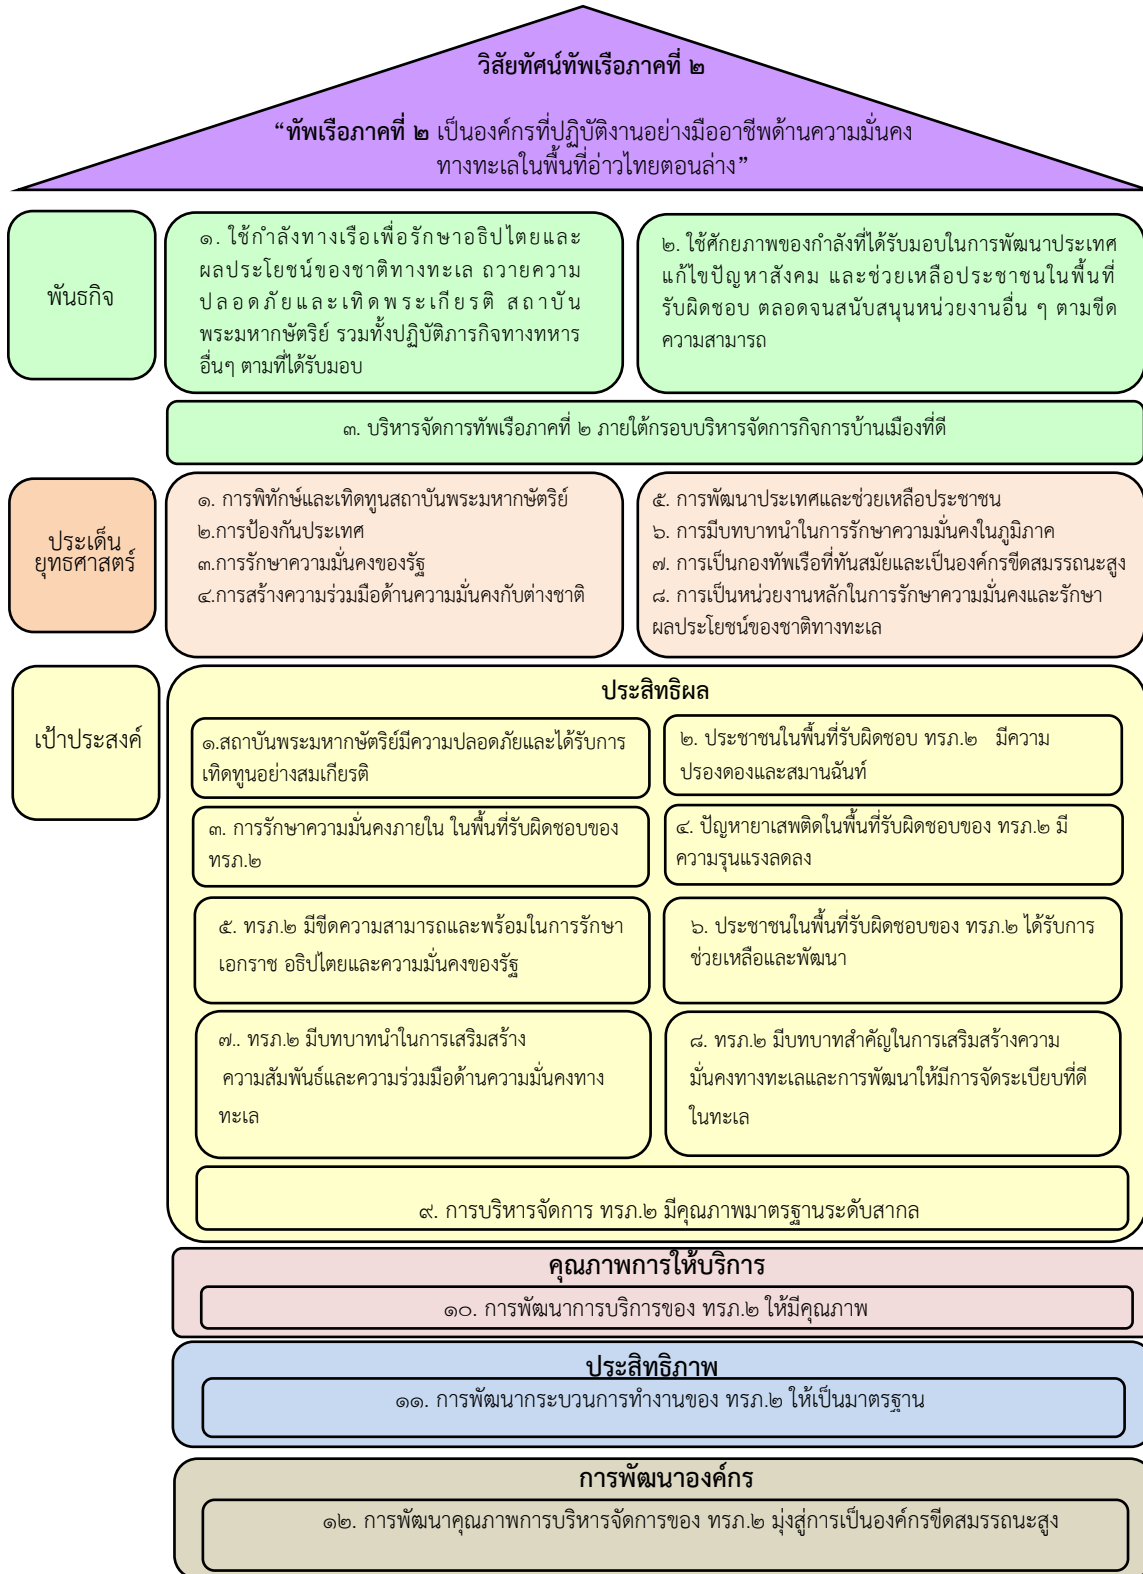 วิสัยทัศน์ทัพเรือภาคที่ ๒
“ทัพเรือภาคที่ ๒ เป็นองค์กรที่ปฏิบัติงานอย่างมืออาชีพด้านความมั่นคง
ทางทะเลในพื้นที่อ่าวไทยตอนล่าง”
พันธกิจ
๑. ใช้กำลังทางเรือเพื่อรักษาอธิปไตยและ
ผลประโยชน์ของชาติทางทะเล ถวายความ
ปลอดภัยและเทิดพระเกียรติ สถาบัน
พระมหากษัตริย์ รวมทั้งปฏิบัติภารกิจทางทหาร
อื่นๆ ตามที่ได้รับมอบ
๒. ใช้ศักยภาพของกำลังที่ได้รับมอบในการพัฒนาประเทศ
แก้ไขปัญหาสังคม และช่วยเหลือประชาชนในพื้นที่
รับผิดชอบ ตลอดจนสนับสนุนหน่วยงานอื่น ๆ ตามขีด
ความสามารถ
๓. บริหารจัดการทัพเรือภาคที่ ๒ ภายใต้กรอบบริหารจัดการกิจการบ้านเมืองที่ดี
ประเด็น
ยุทธศาสตร์
๑. การพิทักษ์และเทิดทูนสถาบันพระมหากษัตริย์
๒.การป้องกันประเทศ
๓.การรักษาความมั่นคงของรัฐ
๔.การสร้างความร่วมมือด้านความมั่นคงกับต่างชาติ
๕. การพัฒนาประเทศและช่วยเหลือประชาชน
๖. การมีบทบาทนำในการรักษาความมั่นคงในภูมิภาค
๗. การเป็นกองทัพเรือที่ทันสมัยและเป็นองค์กรขีดสมรรถนะสูง
๘. การเป็นหน่วยงานหลักในการรักษาความมั่นคงและรักษา
ผลประโยชน์ของชาติทางทะเล
เป้าประสงค์
ประสิทธิผล
๑.สถาบันพระมหากษัตริย์มีความปลอดภัยและได้รับการ
เทิดทูนอย่างสมเกียรติ
๒. ประชาชนในพื้นที่รับผิดชอบ ทรภ.๒ มีความ
ปรองดองและสมานฉันท์
๓. การรักษาความมั่นคงภายใน ในพื้นที่รับผิดชอบของ
ทรภ.๒
๔. ปัญหายาเสพติดในพื้นที่รับผิดชอบของ ทรภ.๒ มี
ความรุนแรงลดลง
๕. ทรภ.๒ มีขีดความสามารถและพร้อมในการรักษา
เอกราช อธิปไตยและความมั่นคงของรัฐ
๖. ประชาชนในพื้นที่รับผิดชอบของ ทรภ.๒ ได้รับการ
ช่วยเหลือและพัฒนา
๗.. ทรภ.๒ มีบทบาทนำในการเสริมสร้าง
ความสัมพันธ์และความร่วมมือด้านความมั่นคงทาง
ทะเล
๘. ทรภ.๒ มีบทบาทสำคัญในการเสริมสร้างความ
มั่นคงทางทะเลและการพัฒนาให้มีการจัดระเบียบที่ดี
ในทะเล
๙. การบริหารจัดการ ทรภ.๒ มีคุณภาพมาตรฐานระดับสากล
คุณภาพการให้บริการ
๑๐. การพัฒนาการบริการของ ทรภ.๒ ให้มีคุณภาพ
ประสิทธิภาพ
๑๑. การพัฒนากระบวนการทำงานของ ทรภ.๒ ให้เป็นมาตรฐาน
การพัฒนาองค์กร
๑๒. การพัฒนาคุณภาพการบริหารจัดการของ ทรภ.๒ มุ่งสู่การเป็นองค์กรขีดสมรรถนะสูง